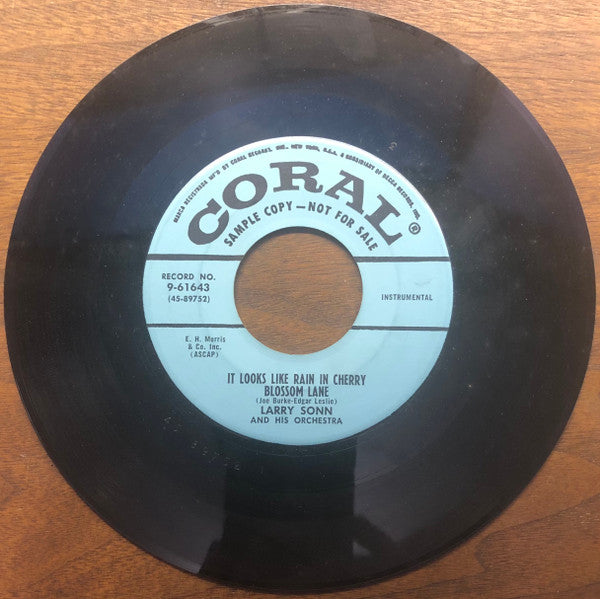 MARCA REGISTRADA MF'D BY CORAL RECORDS, INC., NEW YORK, U.S.A. A SUBSIDIARY OF DECCA RECORDS, INC.
CORAL®
SAMPLE COPY—NOT FOR SALE
RECORD NO.
9-61643
(45-89752)
INSTRUMENTAL
E. H. Morris
& Co. Inc.
(ASCAP)
IT LOOKS LIKE RAIN IN CHERRY
BLOSSOM LANE
(Joe Burke-Edgar Leslie)
LARRY SONN
AND HIS ORCHESTRA